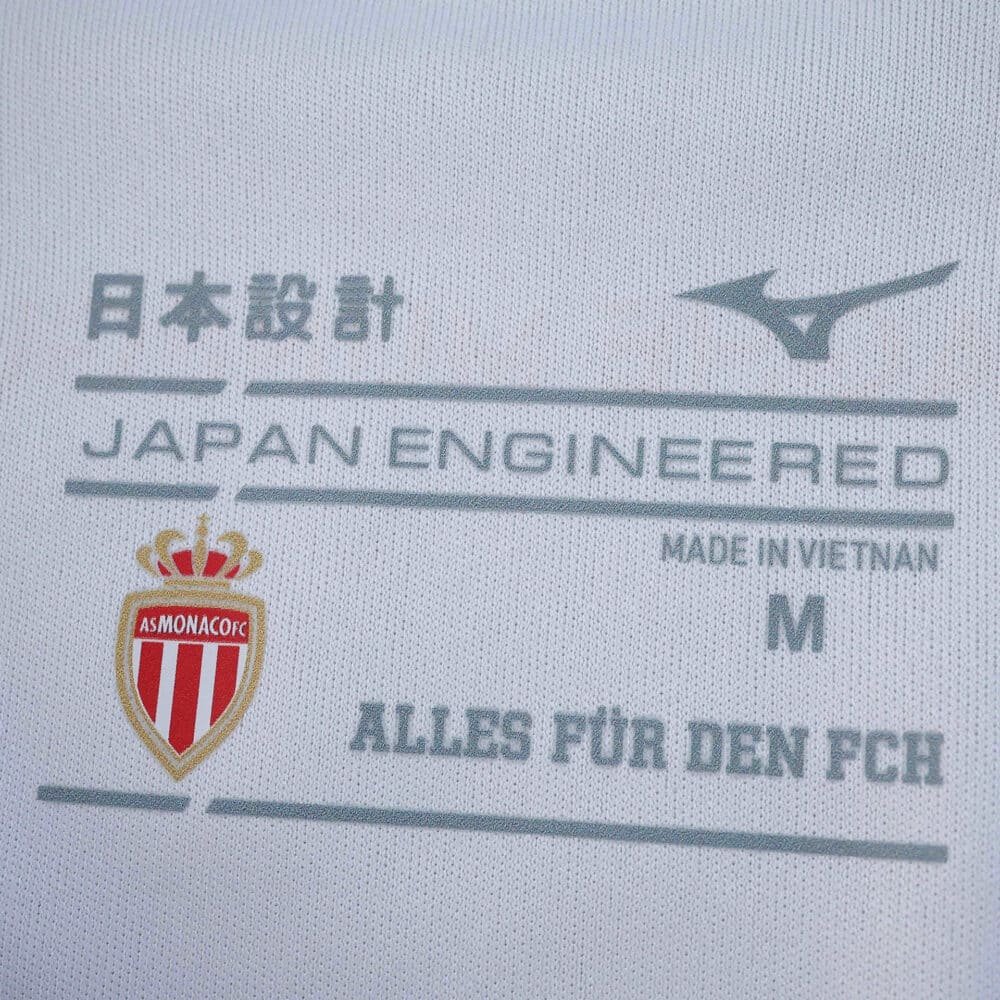 日本設計
JAPAN ENGINEERED
MADE IN VIETNAN
M
ASMONACOFC
ALLES FÜR DEN FCH